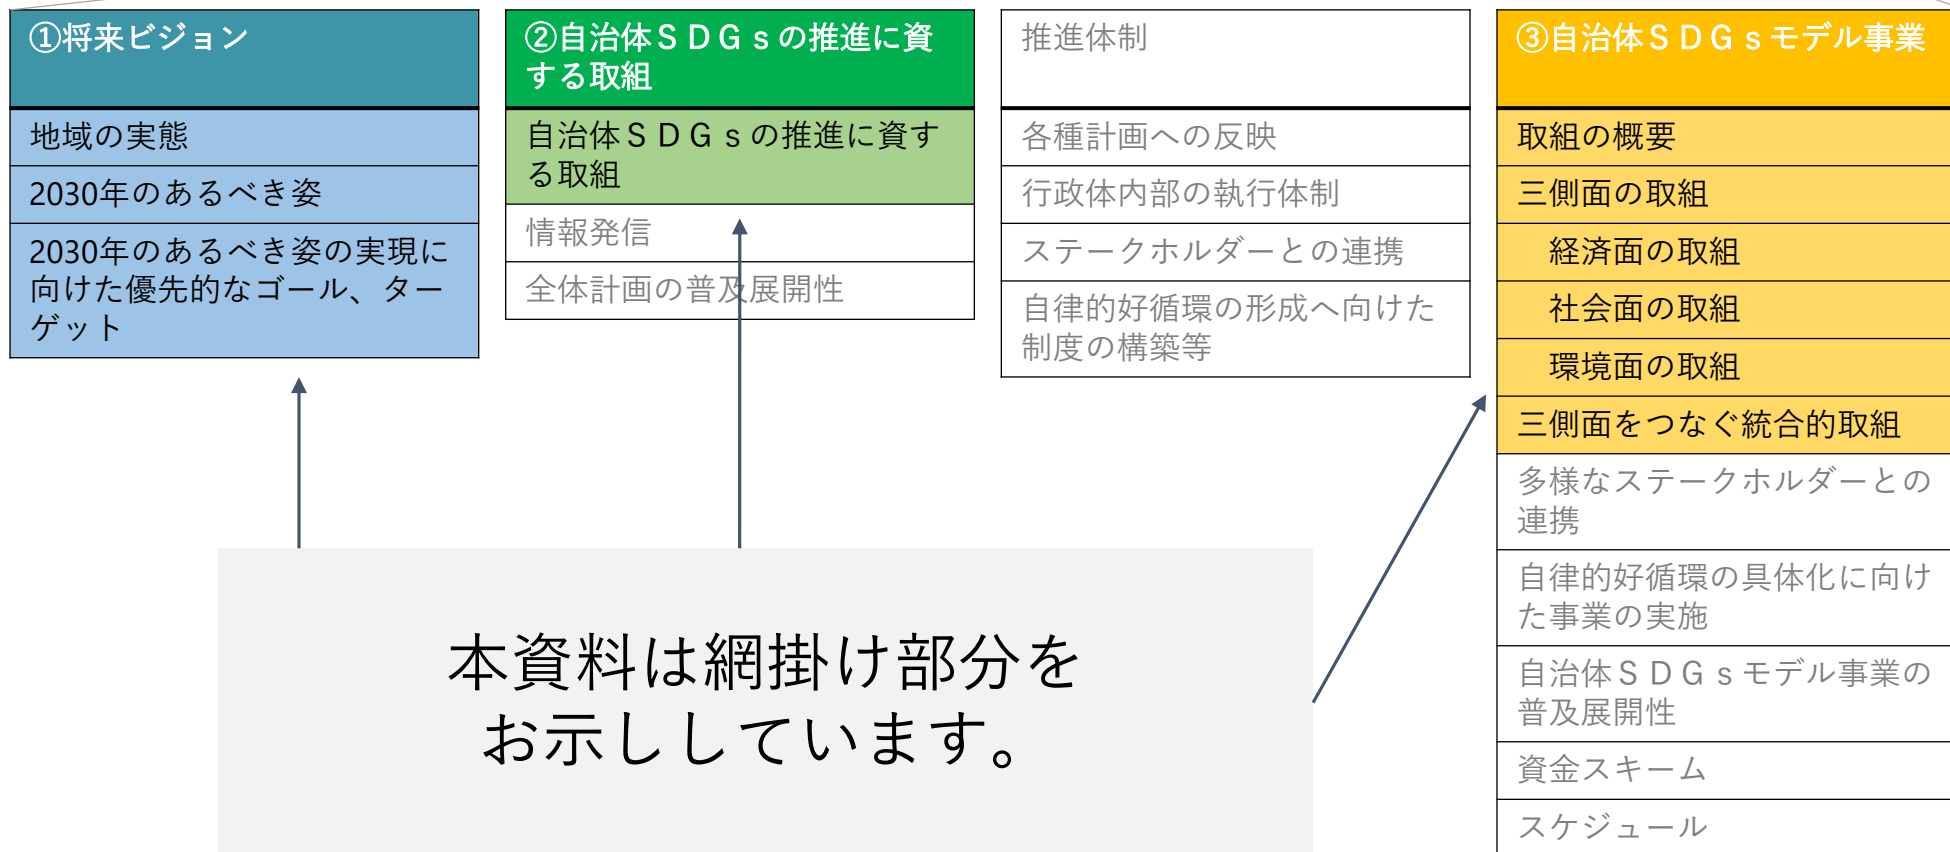 ①将来ビジョン
地域の実態
2030年のあるべき姿
2030年のあるべき姿の実現に
向けた優先的なゴール、ター
ゲット
②自治体ＳＤＧｓの推進に資
する取組
自治体ＳＤＧｓの推進に資す
る取組
情報発信
全体計画の普及展開性
推進体制
各種計画への反映
行政体内部の執行体制
ステークホルダーとの連携
自律的好循環の形成へ向けた
制度の構築等
③自治体ＳＤＧｓモデル事業
取組の概要
三側面の取組
経済面の取組
社会面の取組
環境面の取組
三側面をつなぐ統合的取組
多様なステークホルダーとの
連携
自律的好循環の具体化に向け
た事業の実施
自治体ＳＤＧｓモデル事業の
普及展開性
資金スキーム
スケジュール
本資料は網掛け部分を
お示ししています。